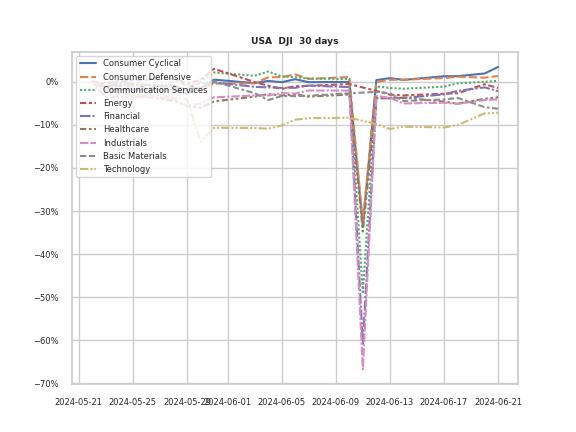 USA DJI 30 days
Consumer Cyclical
Consumer Defensive
Communication Services
Energy
Financial
Healthcare
Industrials
Basic Materials
Technology
0%
−10%
−20%
−30%
−40%
−50%
−60%
−70%
2024-05-21 2024-05-25 2024-05-29 2024-06-01 2024-06-05 2024-06-09 2024-06-13 2024-06-17 2024-06-21